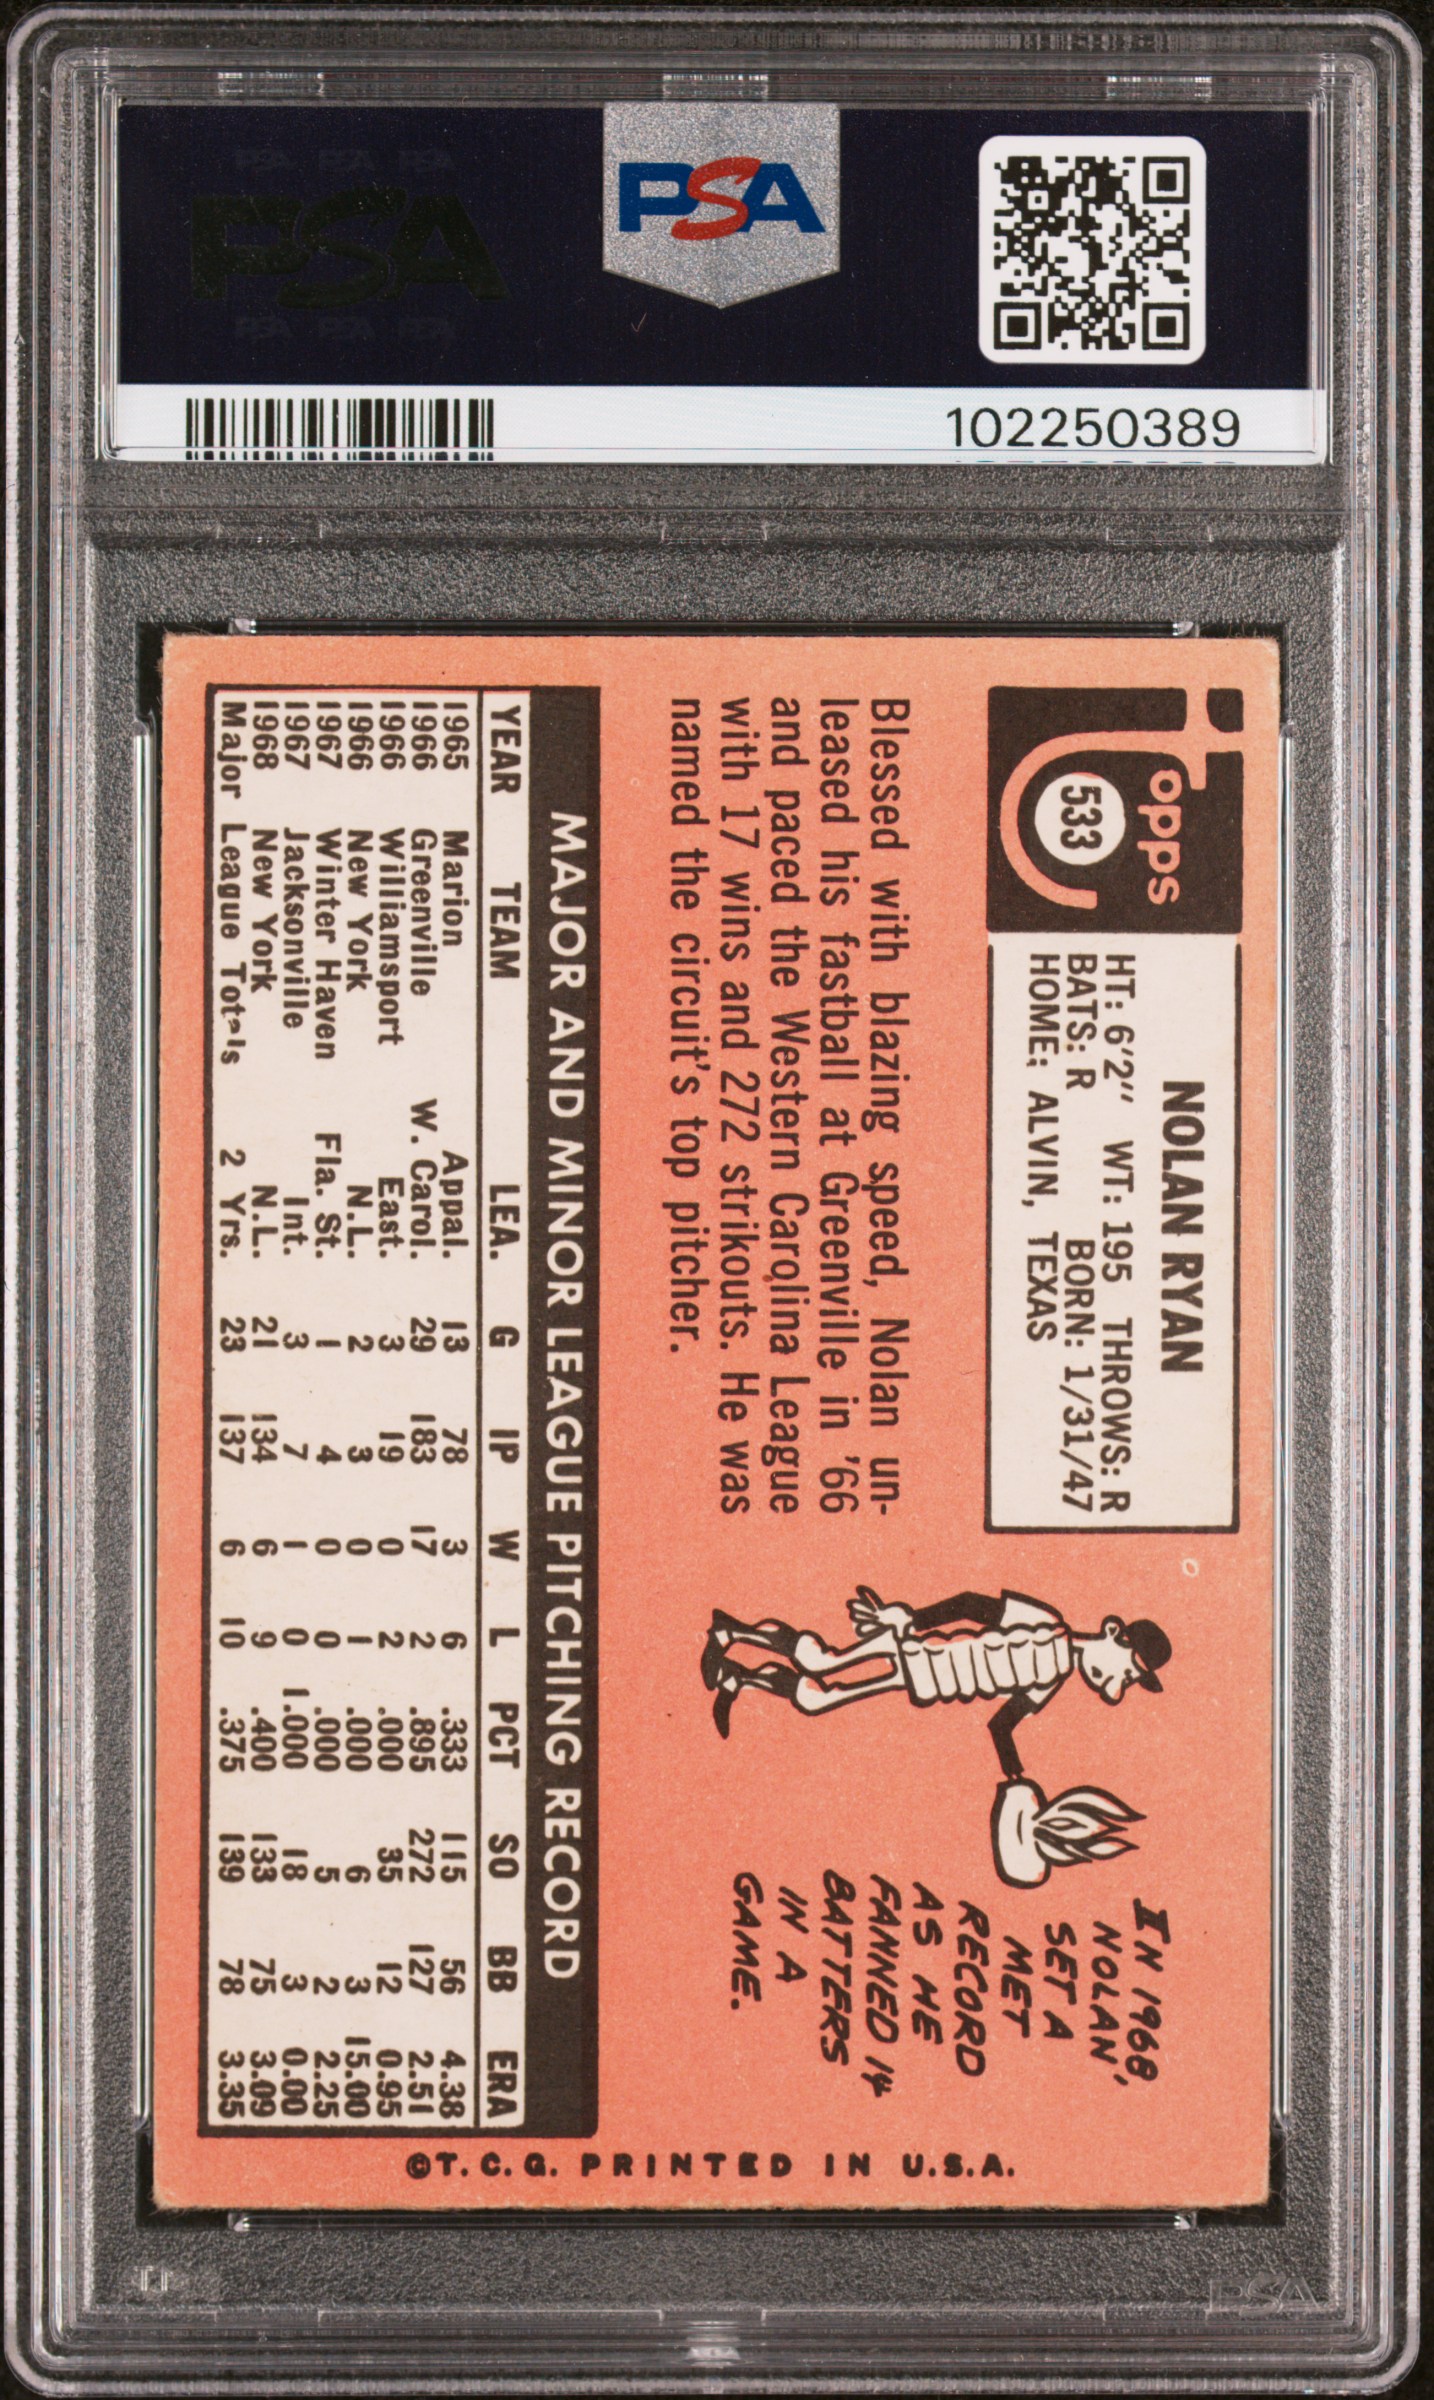 PSA
102250389
Topps
533
NOLAN RYAN
HT: 6'2" WT: 195 THROWS: R
BATS: R BORN: 1/31/47
HOME: ALVIN, TEXAS
Blessed with blazing speed, Nolan un-
leased his fastball at Greenville in '66
and paced the Western Carolina League
with 17 wins and 272 strikouts. He was
named the circuit's top pitcher.
IN 1968,
NOLAN
SET A
MET
RECORD
AS HE
FANNED 14
BATTERS
IN A
GAME.
MAJOR AND MINOR LEAGUE PITCHING RECORD
YEAR TEAM LEA. G IP W L PCT SO BB ERA
1965 Marion Appal. 13 78 3 6 .333 115 56 4.38
1966 Greenville W. Carol. 29 183 17 2 .895 272 127 2.51
1966 Williamsport East. 3 19 0 2 .000 35 12 0.95
1966 New York N.L. 2 3 0 1 .000 6 3 15.00
1967 Winter Haven Fla. St. 1 4 0 0 .000 5 2 2.25
1967 Jacksonville Int. 3 7 1 0 1.000 18 3 0.00
1968 New York N.L. 21 134 6 9 .400 133 75 3.09
Major League Totals 2 Yrs. 23 137 6 10 .375 139 78 3.35
©T.C.G. PRINTED IN U.S.A.
PSA